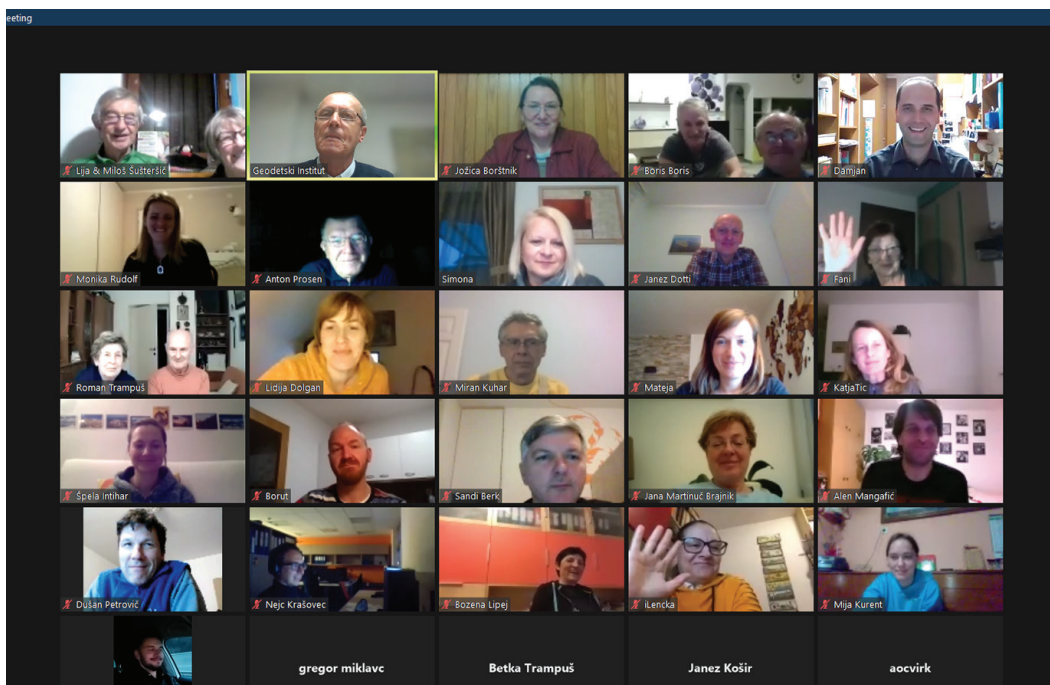 eeting
Lija & Miloš Šušteršič
Geodetski Institut
Jožica Borštnik
Boris Boris
Damjan
Monika Rudolf
Anton Prosen
Simona
Janez Dotti
Fani
Roman Trampuš
Lidija Dolgan
Miran Kuhar
Mateja
KatjaTic
Špela Intihar
Borut
Sandi Berk
Jana Martinuč Brajnik
Alen Mangafić
Dušan Petrovič
Nejc Krašovec
Bozena Lipej
iLencka
Mija Kurent
gregor miklavc
Betka Trampuš
Janez Košir
aocvirk